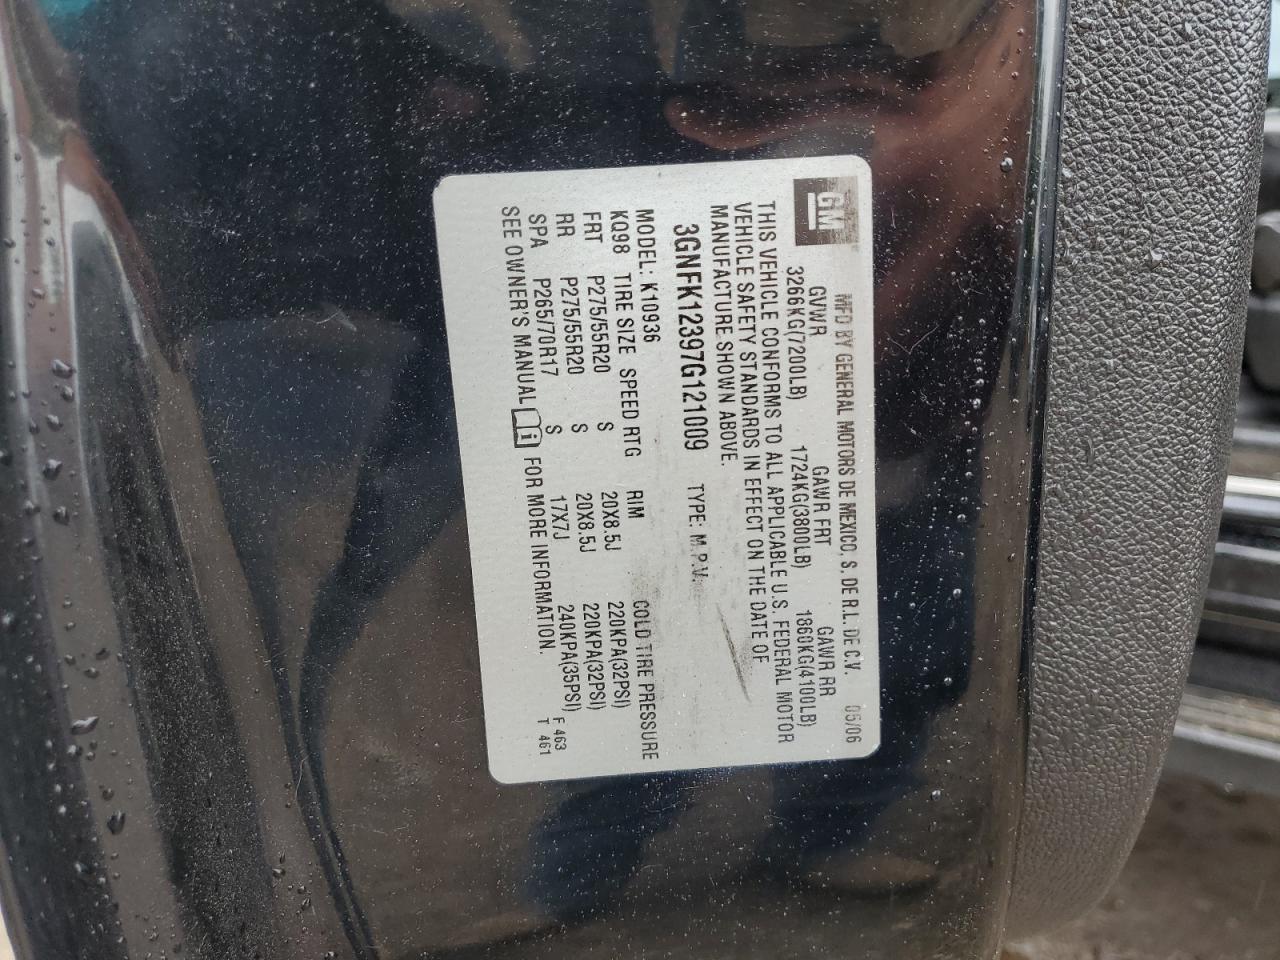 GM
MFD BY GENERAL MOTORS DE MEXICO, S. DE R.L. DE C.V. 05/06
GVWR GAWR FRT GAWR RR
3266KG(7200LB) 1724KG(3800LB) 1860KG(4100LB)
THIS VEHICLE CONFORMS TO ALL APPLICABLE U.S. FEDERAL MOTOR
VEHICLE SAFETY STANDARDS IN EFFECT ON THE DATE OF
MANUFACTURE SHOWN ABOVE.
3GNFK12397G121009 TYPE: M.P.V.
MODEL: K10936
KQ98 TIRE SIZE SPEED RTG RIM COLD TIRE PRESSURE
FRT P275/55R20 S 20X8.5J 220KPA(32PSI)
RR P275/55R20 S 20X8.5J 220KPA(32PSI)
SPA P265/70R17 S 17X7J 240KPA(35PSI) F 463
SEE OWNER'S MANUAL FOR MORE INFORMATION. T 461